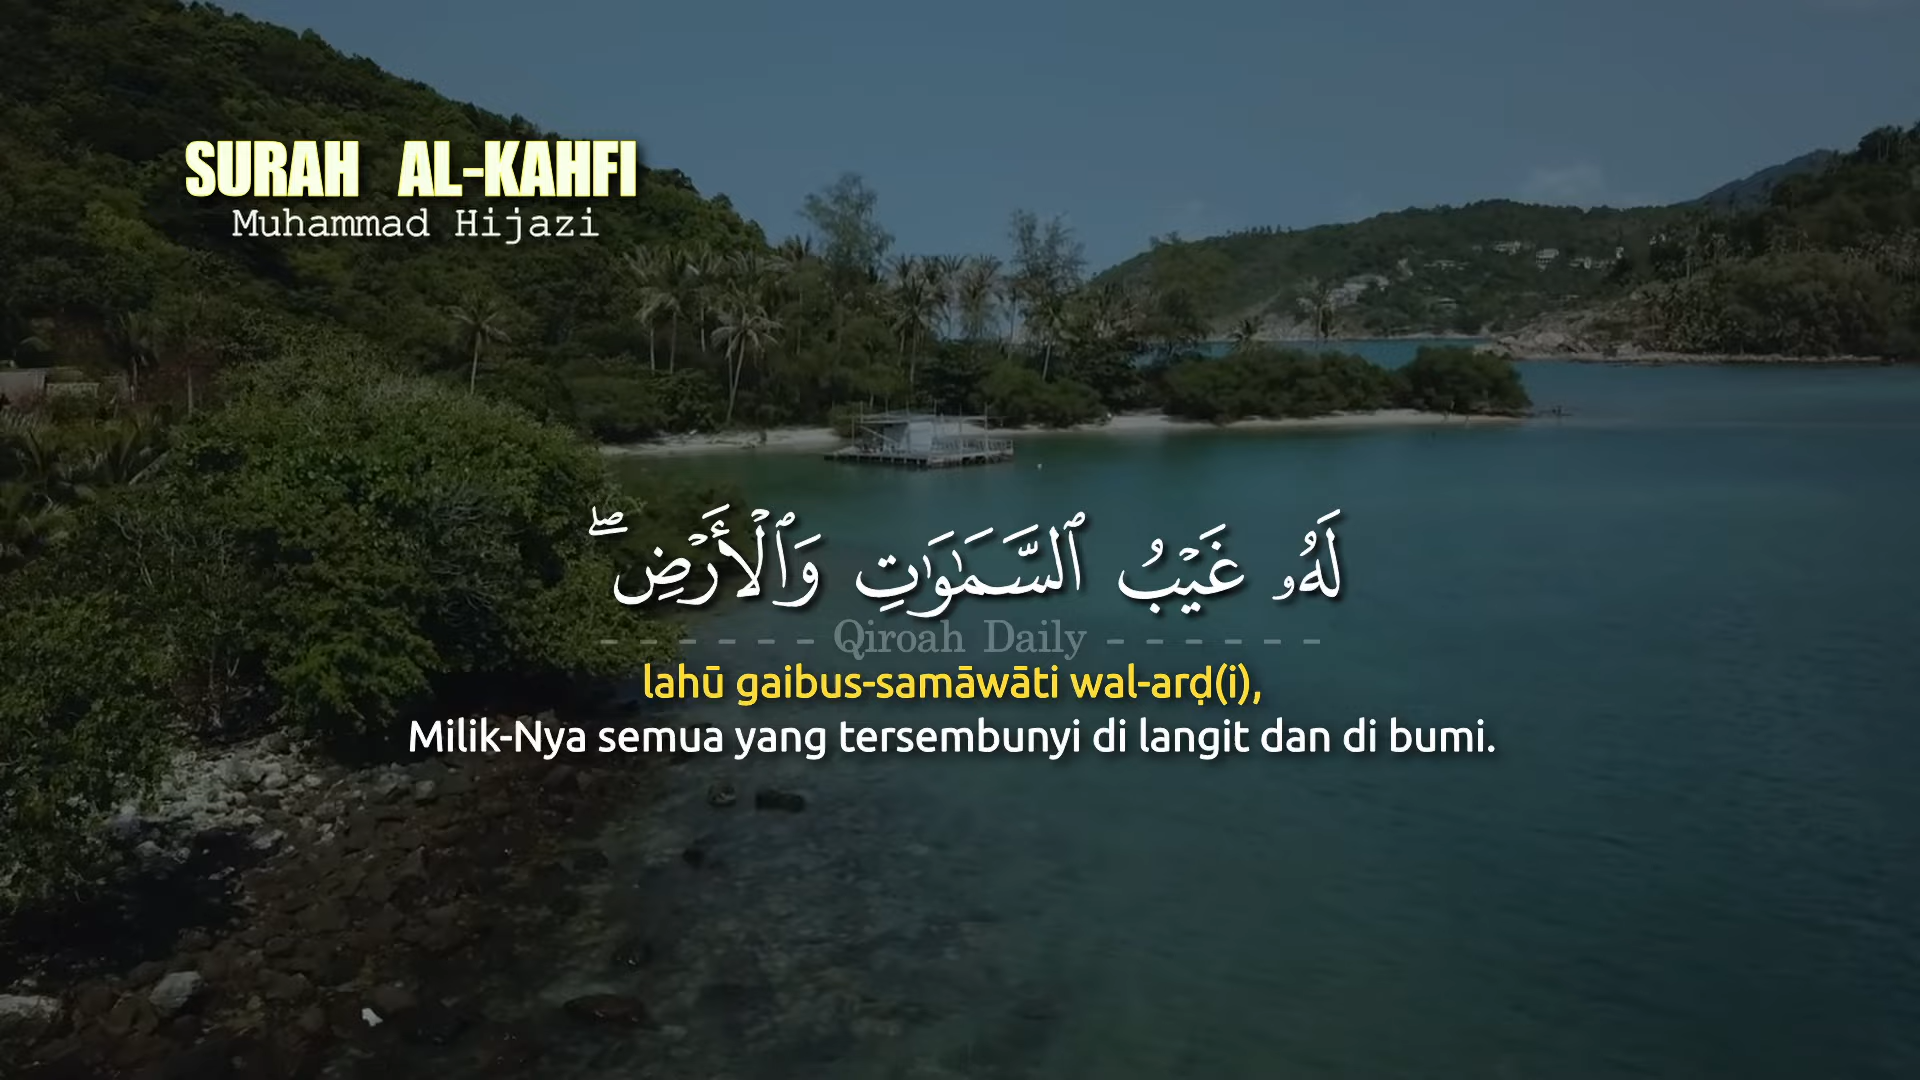 SURAH AL-KAHFI
Muhammad Hijazi
لَهُۥ غَيْبُ ٱلسَّمَـٰوَٰتِ وَٱلْأَرْضِ ۖ
- - - - - - Qiroah Daily - - - - - -
lahū gaibus-samāwāti wal-arḍ(i),
Milik-Nya semua yang tersembunyi di langit dan di bumi.